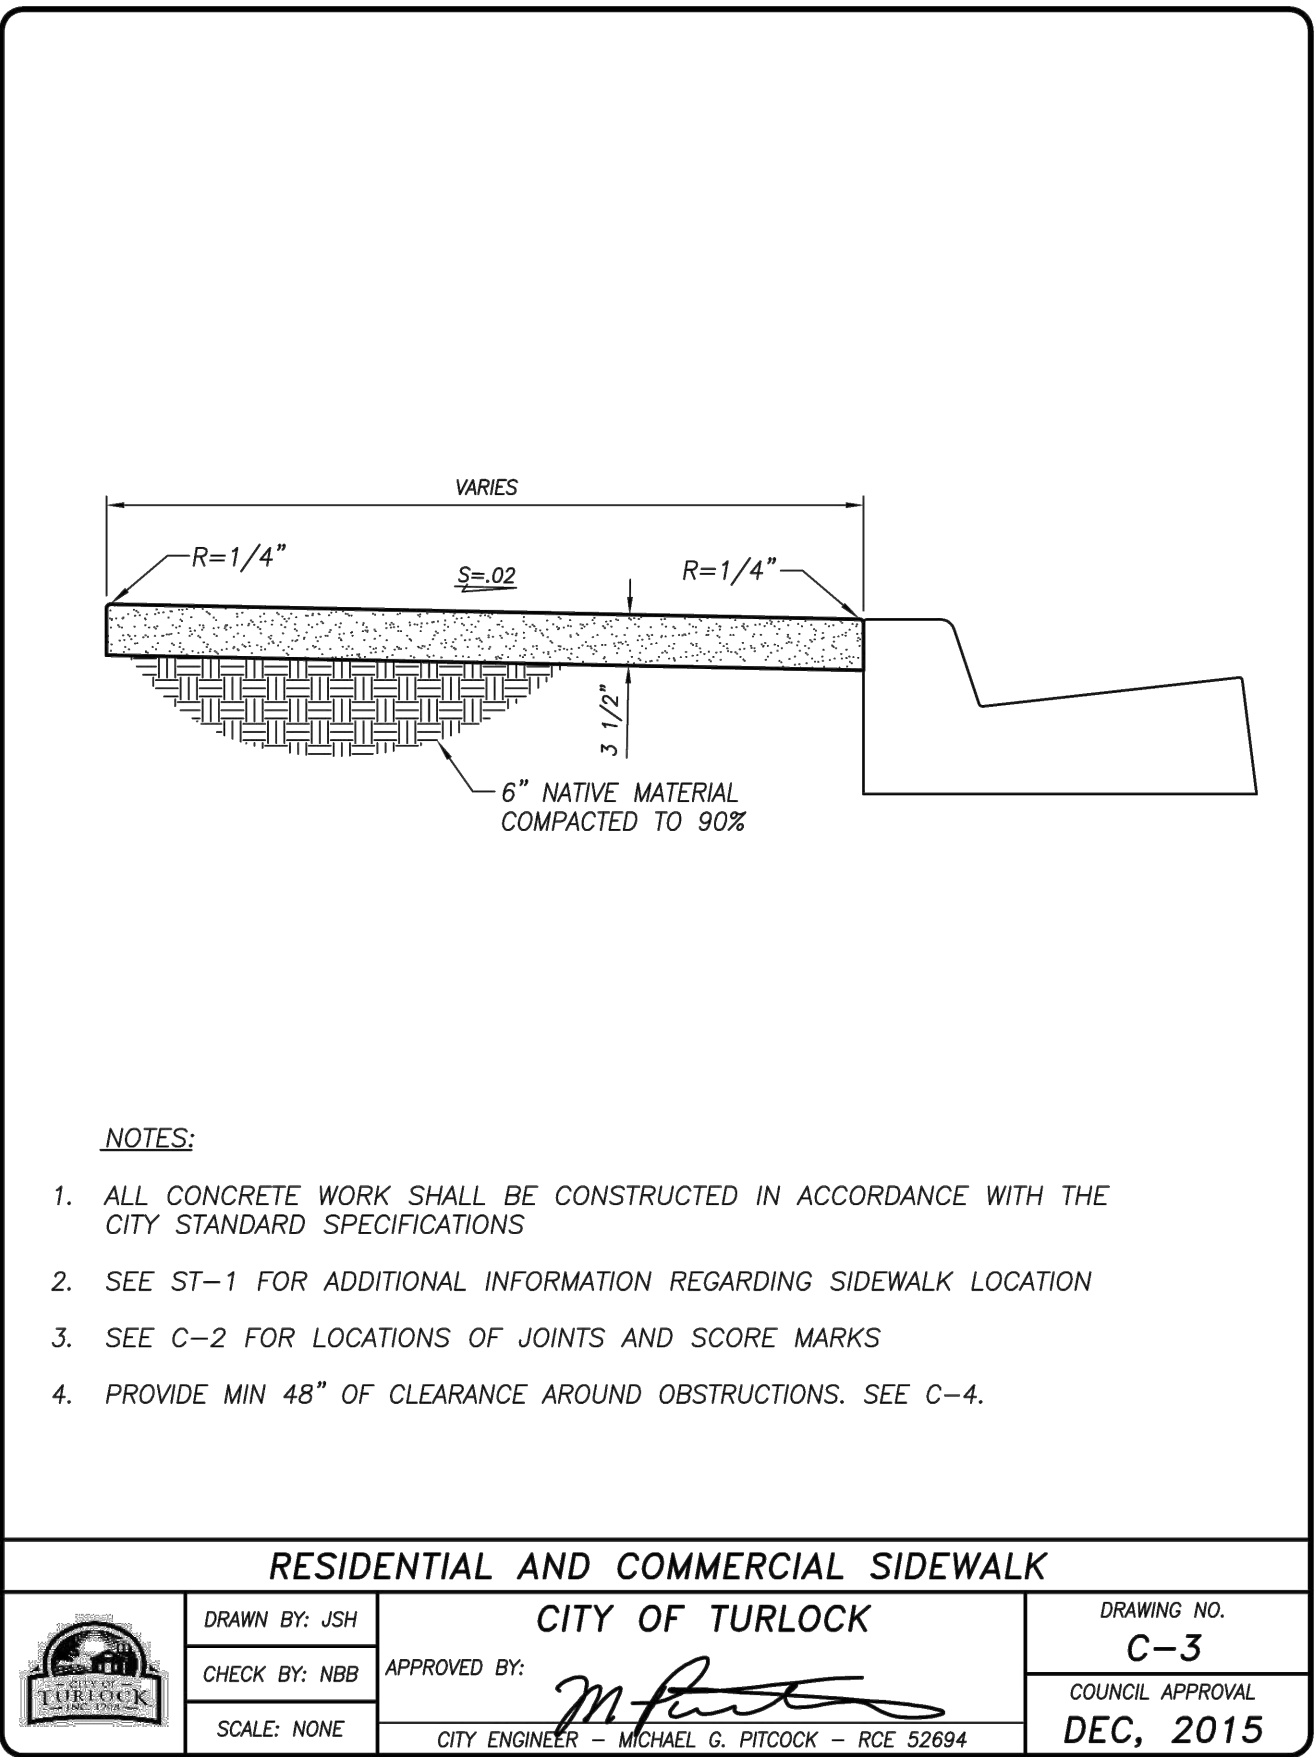 VARIES
R=1/4"
S=.02
R=1/4"
3 1/2"
6" NATIVE MATERIAL
COMPACTED TO 90%
NOTES:
1. ALL CONCRETE WORK SHALL BE CONSTRUCTED IN ACCORDANCE WITH THE
CITY STANDARD SPECIFICATIONS
2. SEE ST-1 FOR ADDITIONAL INFORMATION REGARDING SIDEWALK LOCATION
3. SEE C-2 FOR LOCATIONS OF JOINTS AND SCORE MARKS
4. PROVIDE MIN 48" OF CLEARANCE AROUND OBSTRUCTIONS. SEE C-4.
RESIDENTIAL AND COMMERCIAL SIDEWALK
CITY OF
TURLOCK
INC. 1908
DRAWN BY: JSH
CHECK BY: NBB
SCALE: NONE
CITY OF TURLOCK
APPROVED BY:
CITY ENGINEER - MICHAEL G. PITCOCK - RCE 52694
DRAWING NO.
C-3
COUNCIL APPROVAL
DEC, 2015